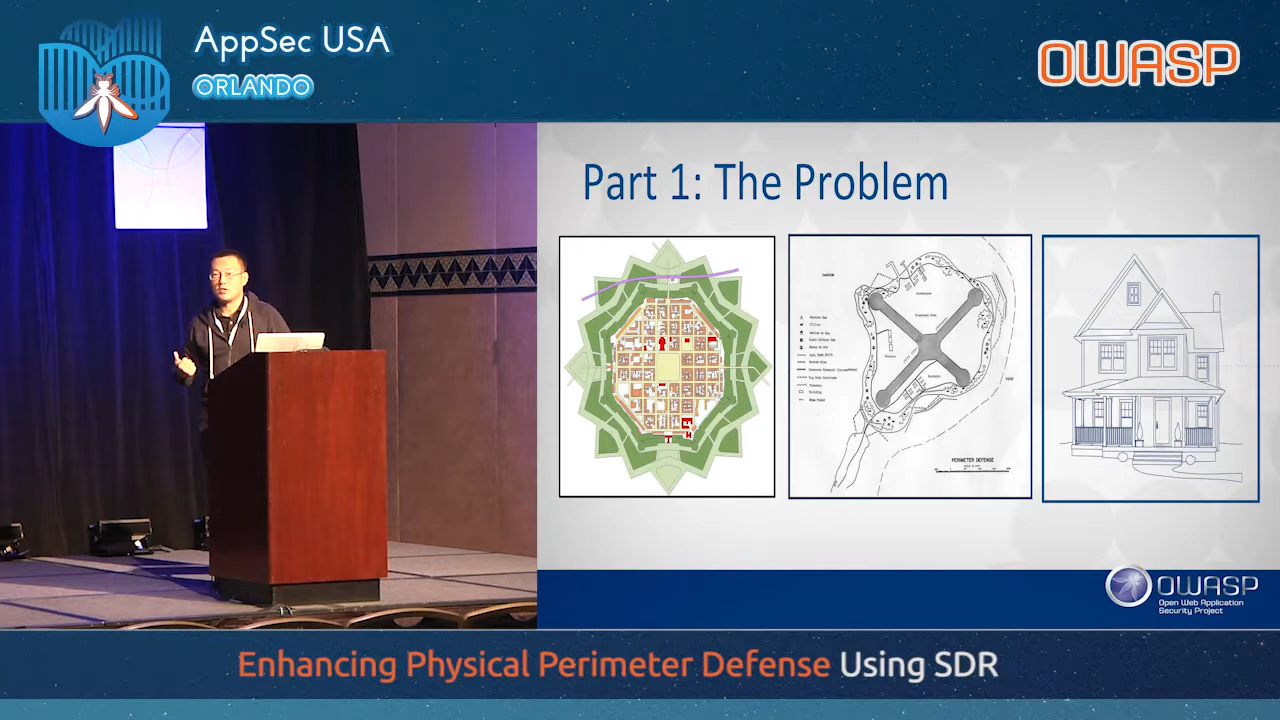 AppSec USA
ORLANDO
OWASP
Part 1: The Problem
PERIMETER DEFENSE
OWASP
Open Web Application
Security Project
Enhancing Physical Perimeter Defense Using SDR